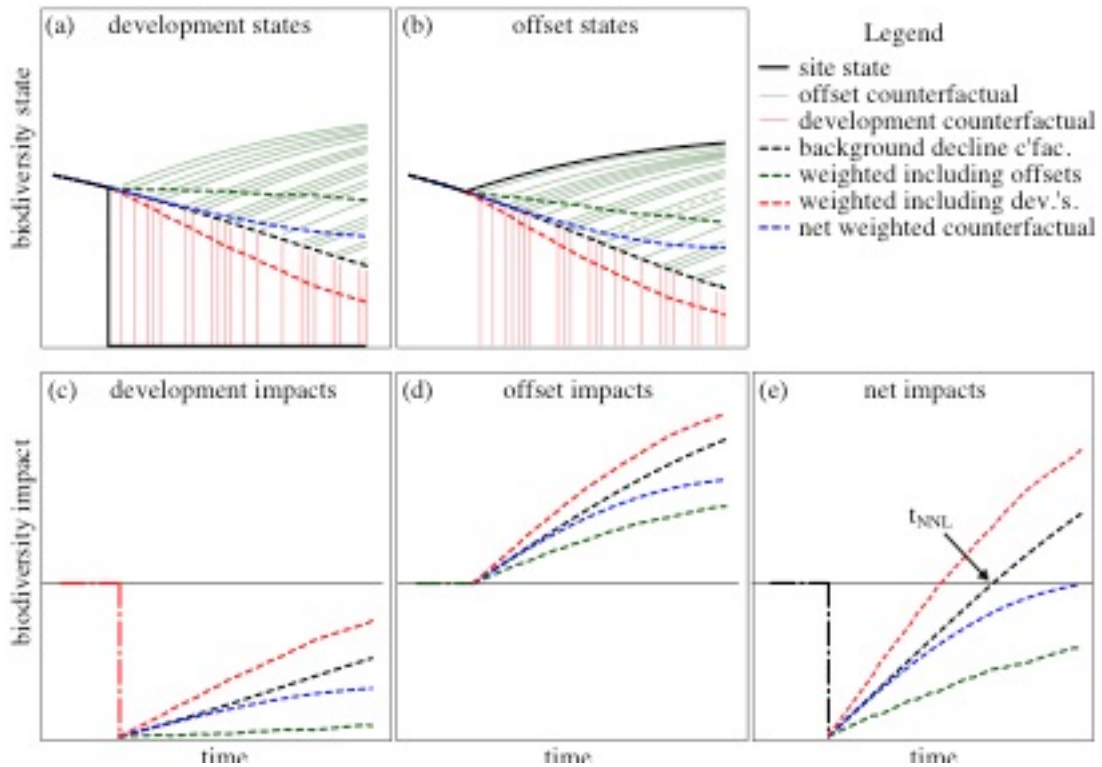 (a) development states
(b) offset states
Legend
site state
offset counterfactual
development counterfactual
background decline c'fac.
weighted including offsets
weighted including dev.'s.
net weighted counterfactual
biodiversity state
(c) development impacts
(d) offset impacts
(e) net impacts
tNNL
biodiversity impact
time
time
time